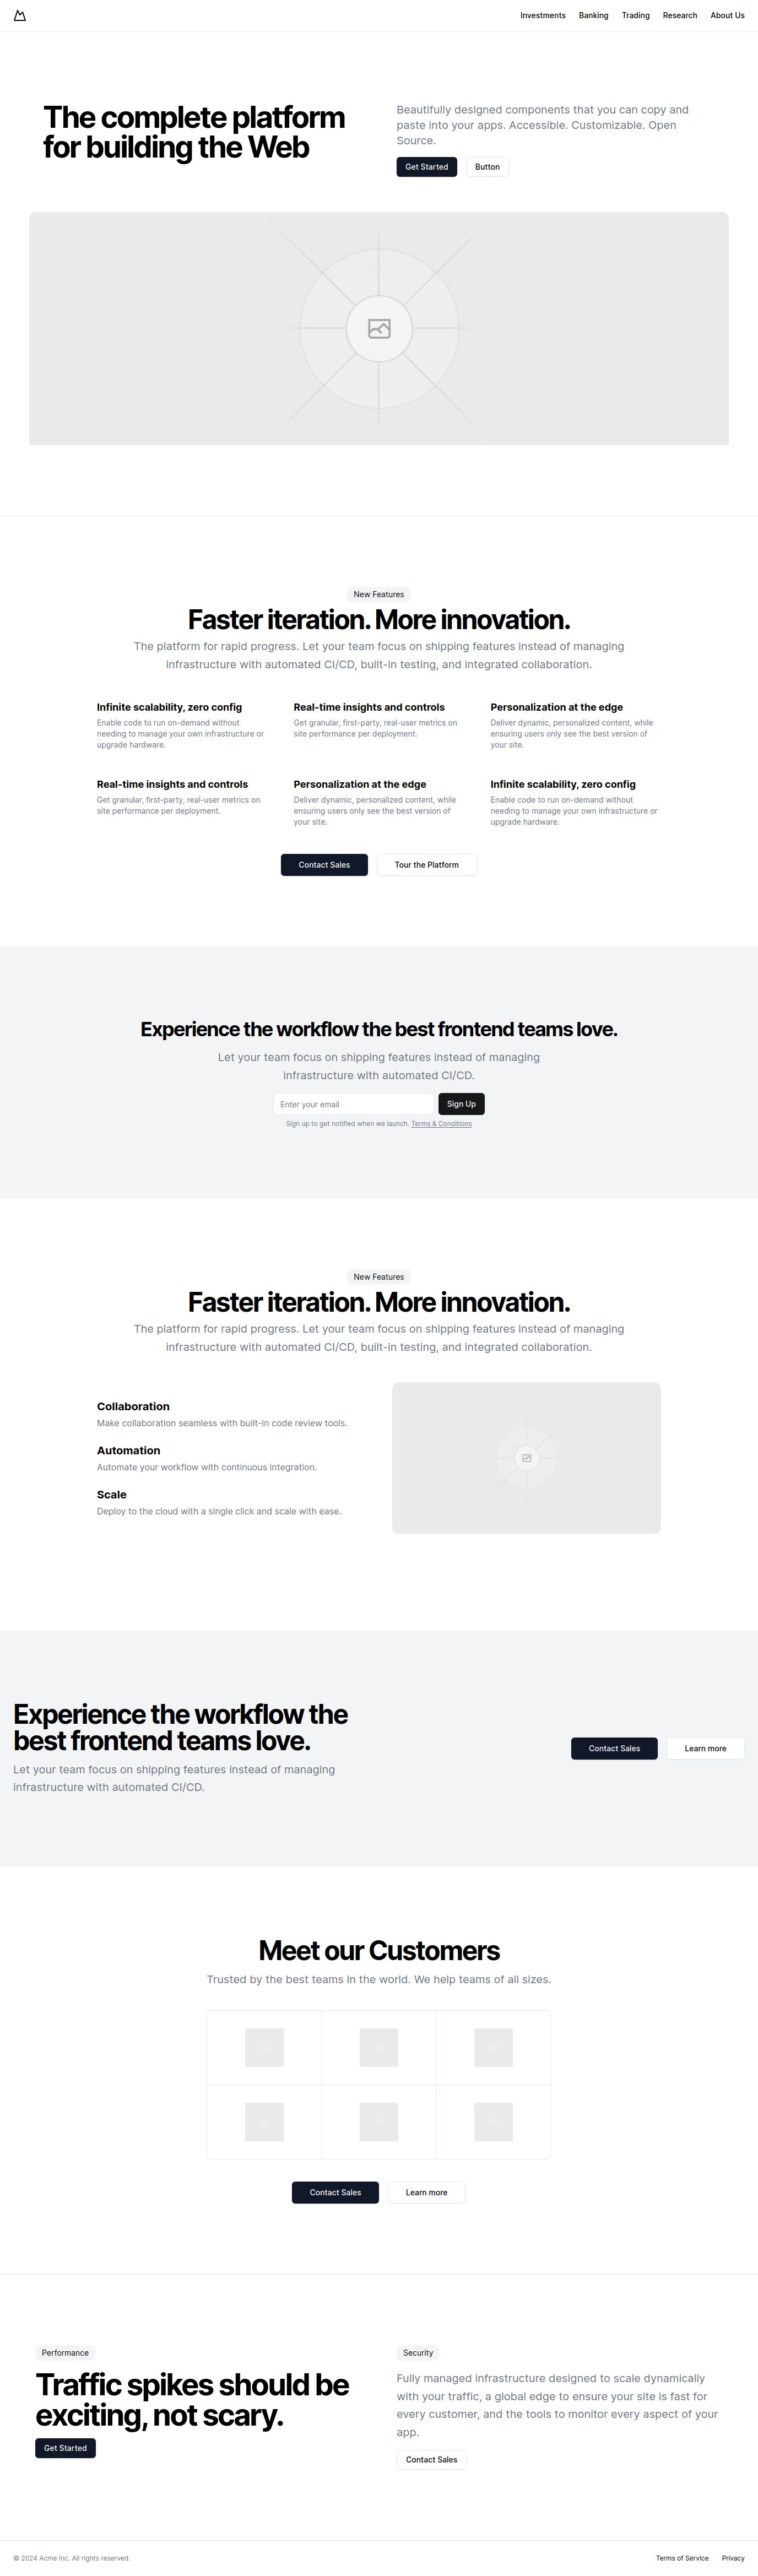 Investments Banking Trading Research About Us
The complete platform
for building the Web
Beautifully designed components that you can copy and
paste into your apps. Accessible. Customizable. Open
Source.
Get Started Button
New Features
Faster iteration. More innovation.
The platform for rapid progress. Let your team focus on shipping features instead of managing
infrastructure with automated CI/CD, built-in testing, and integrated collaboration.
Infinite scalability, zero config
Enable code to run on-demand without
needing to manage your own infrastructure or
upgrade hardware.
Real-time insights and controls
Get granular, first-party, real-user metrics on
site performance per deployment.
Personalization at the edge
Deliver dynamic, personalized content, while
ensuring users only see the best version of
your site.
Real-time insights and controls
Get granular, first-party, real-user metrics on
site performance per deployment.
Personalization at the edge
Deliver dynamic, personalized content, while
ensuring users only see the best version of
your site.
Infinite scalability, zero config
Enable code to run on-demand without
needing to manage your own infrastructure or
upgrade hardware.
Contact Sales Tour the Platform
Experience the workflow the best frontend teams love.
Let your team focus on shipping features instead of managing
infrastructure with automated CI/CD.
Enter your email Sign Up
Sign up to get notified when we launch. Terms & Conditions
New Features
Faster iteration. More innovation.
The platform for rapid progress. Let your team focus on shipping features instead of managing
infrastructure with automated CI/CD, built-in testing, and integrated collaboration.
Collaboration
Make collaboration seamless with built-in code review tools.
Automation
Automate your workflow with continuous integration.
Scale
Deploy to the cloud with a single click and scale with ease.
Experience the workflow the
best frontend teams love.
Let your team focus on shipping features instead of managing
infrastructure with automated CI/CD.
Contact Sales Learn more
Meet our Customers
Trusted by the best teams in the world. We help teams of all sizes.
Contact Sales Learn more
Performance
Traffic spikes should be
exciting, not scary.
Get Started
Security
Fully managed infrastructure designed to scale dynamically
with your traffic, a global edge to ensure your site is fast for
every customer, and the tools to monitor every aspect of your
app.
Contact Sales
© 2024 Acme Inc. All rights reserved.
Terms of Service Privacy